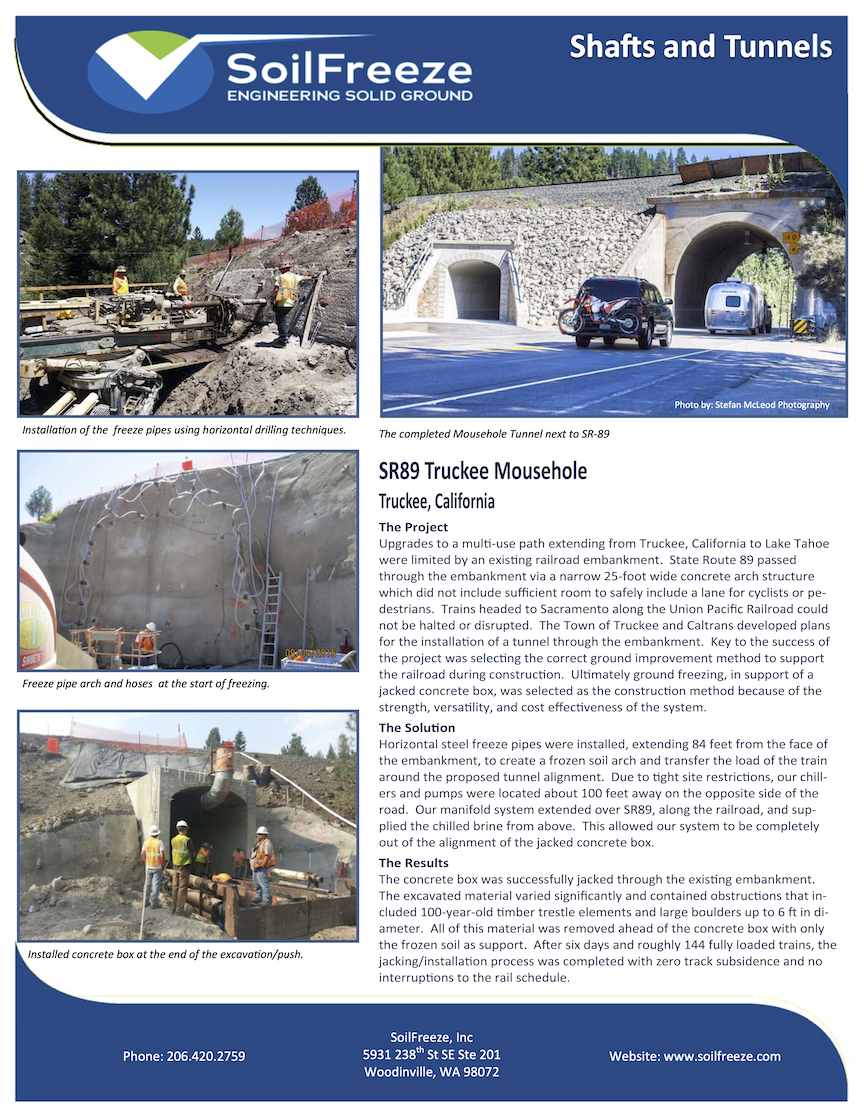 SoilFreeze
ENGINEERING SOLID GROUND
Shafts and Tunnels
Installation of the  freeze pipes using horizontal drilling techniques.
Freeze pipe arch and hoses  at the start of freezing.
Installed concrete box at the end of the excavation/push.
Photo by: Stefan McLeod Photography
The completed Mousehole Tunnel next to SR-89
SR89 Truckee Mousehole
Truckee, California
The Project
Upgrades to a multi-use path extending from Truckee, California to Lake Tahoe
were limited by an existing railroad embankment.  State Route 89 passed
through the embankment via a narrow 25-foot wide concrete arch structure
which did not include sufficient room to safely include a lane for cyclists or pe-
destrians.  Trains headed to Sacramento along the Union Pacific Railroad could
not be halted or disrupted.  The Town of Truckee and Caltrans developed plans
for the installation of a tunnel through the embankment.  Key to the success of
the project was selecting the correct ground improvement method to support
the railroad during construction.  Ultimately ground freezing, in support of a
jacked concrete box, was selected as the construction method because of the
strength, versatility, and cost effectiveness of the system.
The Solution
Horizontal steel freeze pipes were installed, extending 84 feet from the face of
the embankment, to create a frozen soil arch and transfer the load of the train
around the proposed tunnel alignment.  Due to tight site restrictions, our chill-
ers and pumps were located about 100 feet away on the opposite side of the
road.  Our manifold system extended over SR89, along the railroad, and sup-
plied the chilled brine from above.  This allowed our system to be completely
out of the alignment of the jacked concrete box.
The Results
The concrete box was successfully jacked through the existing embankment.
The excavated material varied significantly and contained obstructions that in-
cluded 100-year-old timber trestle elements and large boulders up to 6 ft in di-
ameter.  All of this material was removed ahead of the concrete box with only
the frozen soil as support.  After six days and roughly 144 fully loaded trains, the
jacking/installation process was completed with zero track subsidence and no
interruptions to the rail schedule.
Phone: 206.420.2759
SoilFreeze, Inc
5931 238th St SE Ste 201
Woodinville, WA 98072
Website: www.soilfreeze.com